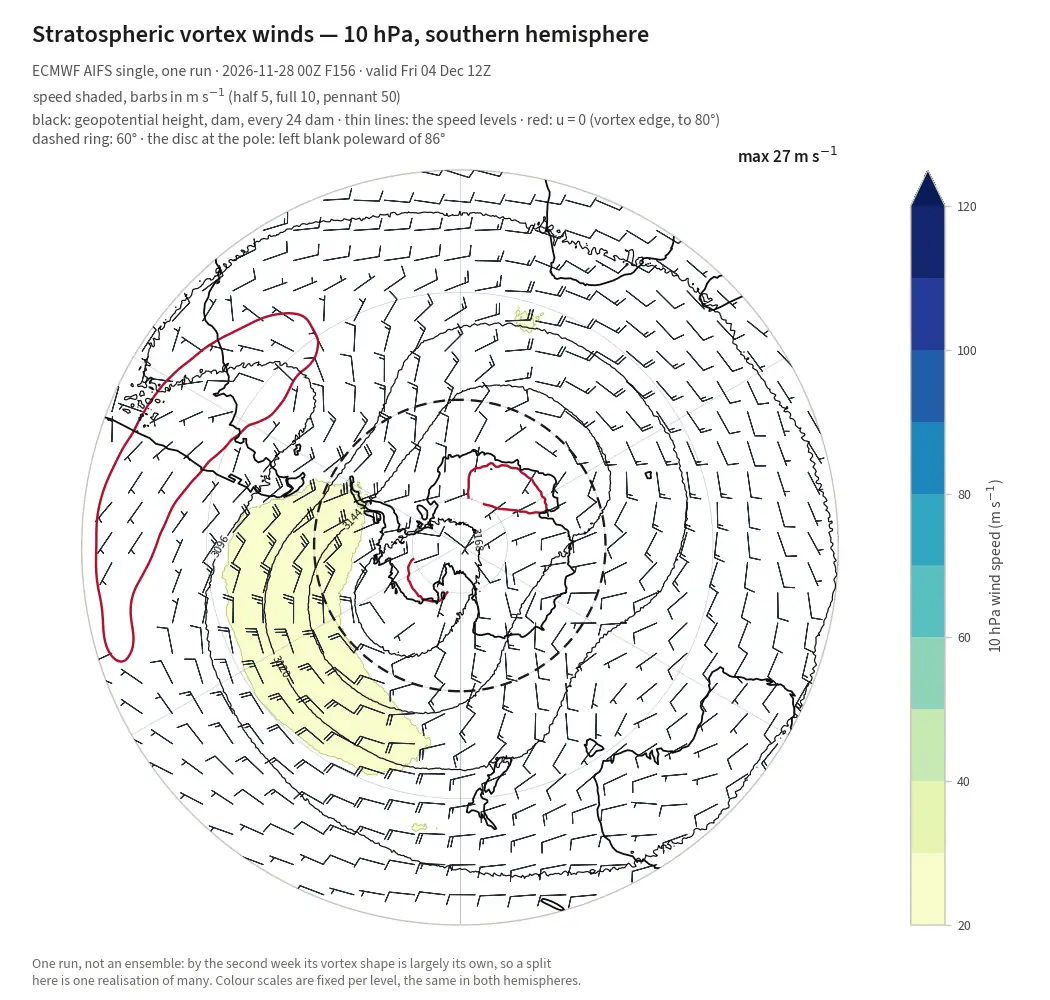 Stratospheric vortex winds — 10 hPa, southern hemisphere
ECMWF AIFS single, one run · 2026-11-28 00Z F156 · valid Fri 04 Dec 12Z
speed shaded, barbs in m s⁻¹ (half 5, full 10, pennant 50)
black: geopotential height, dam, every 24 dam · thin lines: the speed levels · red: u = 0 (vortex edge, to 80°)
dashed ring: 60° · the disc at the pole: left blank poleward of 86°
max 27 m s⁻¹
120
100
80
60
40
20
10 hPa wind speed (m s⁻¹)
3144
3168
3096
3120
One run, not an ensemble: by the second week its vortex shape is largely its own, so a split
here is one realisation of many. Colour scales are fixed per level, the same in both hemispheres.